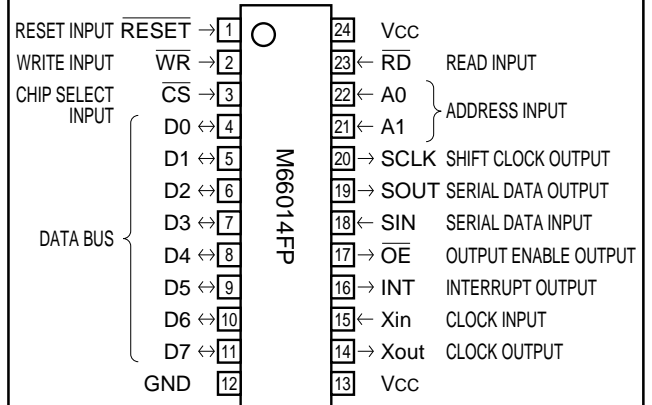 RESET INPUT RESET → 1 24 Vcc
WRITE INPUT WR → 2 23 ← RD READ INPUT
CHIP SELECT INPUT CS → 3 22 ← A0 ADDRESS INPUT
D0 ↔ 4 21 ← A1
D1 ↔ 5 20 → SCLK SHIFT CLOCK OUTPUT
D2 ↔ 6 19 → SOUT SERIAL DATA OUTPUT
DATA BUS D3 ↔ 7 18 ← SIN SERIAL DATA INPUT
D4 ↔ 8 17 → OE OUTPUT ENABLE OUTPUT
D5 ↔ 9 16 → INT INTERRUPT OUTPUT
D6 ↔ 10 15 ← Xin CLOCK INPUT
D7 ↔ 11 14 → Xout CLOCK OUTPUT
GND 12 13 Vcc
M66014FP